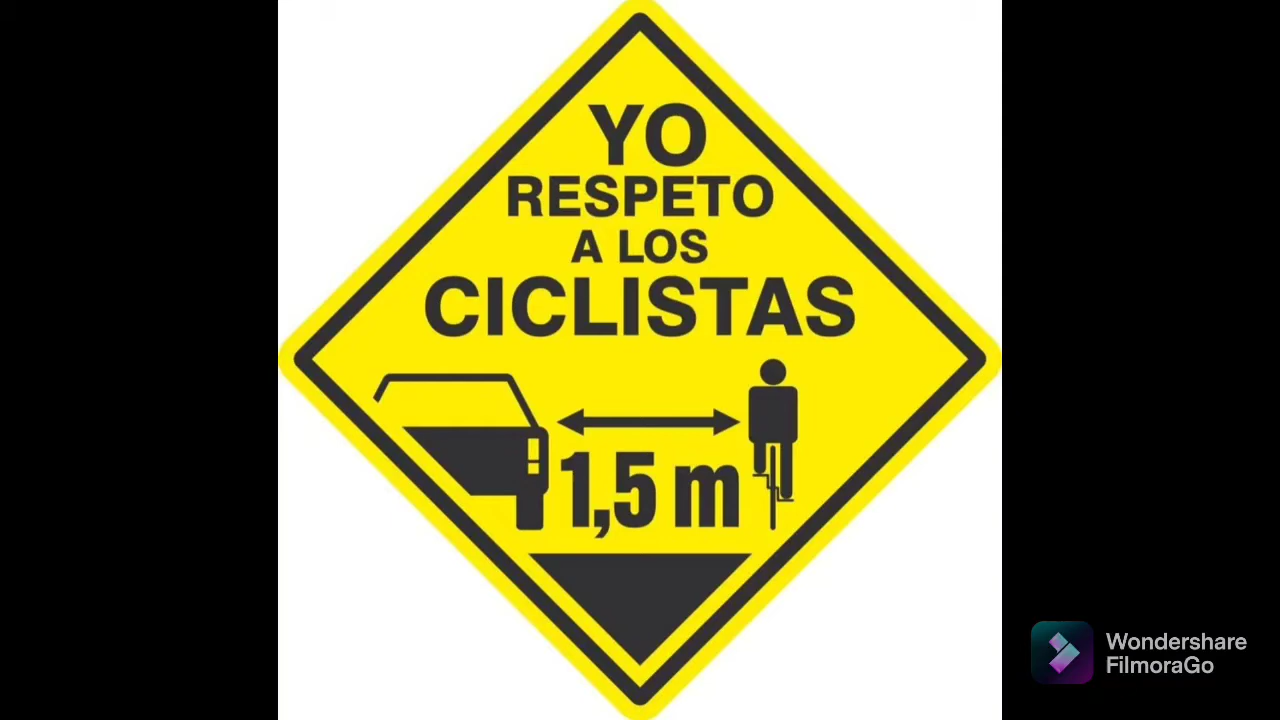 YO
RESPETO
A LOS
CICLISTAS
1,5 m
Wondershare
FilmoraGo